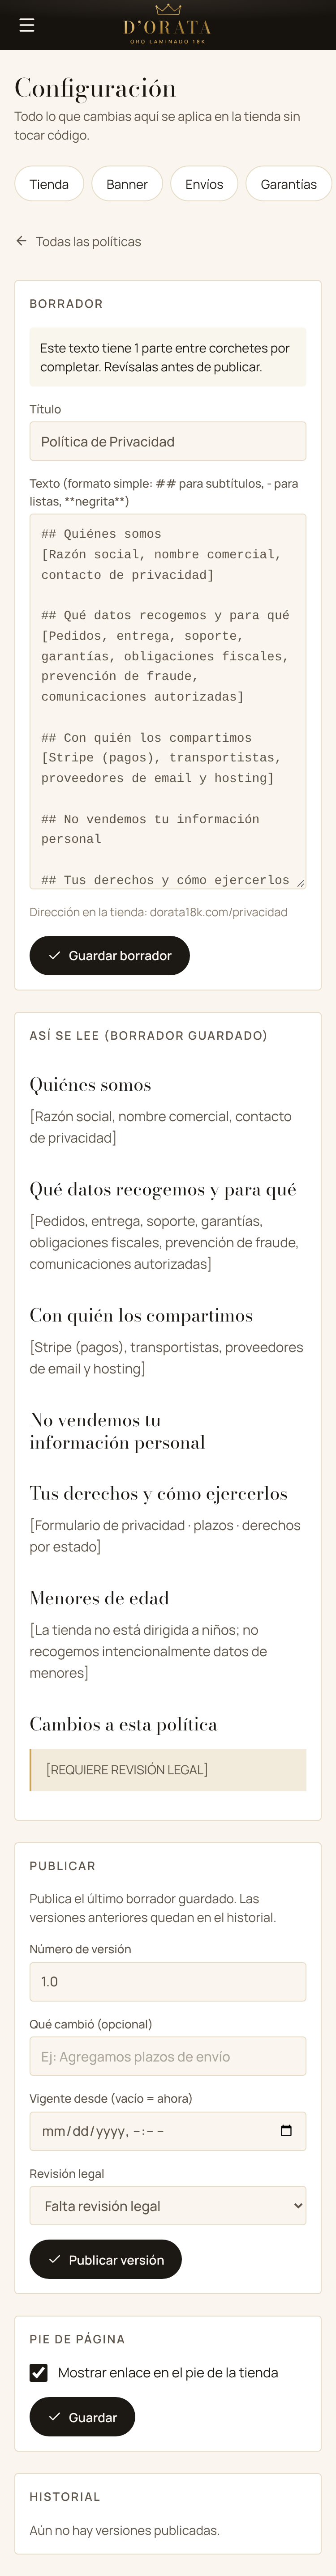 D'ORATA
ORO LAMINADO 18K
Configuración
Todo lo que cambias aquí se aplica en la tienda sin
tocar código.
Tienda
Banner
Envíos
Garantías
Todas las políticas
BORRADOR
Este texto tiene 1 parte entre corchetes por
completar. Revísalas antes de publicar.
Título
Política de Privacidad
Texto (formato simple: ## para subtítulos, - para
listas, **negrita**)
## Quiénes somos
[Razón social, nombre comercial,
contacto de privacidad]
## Qué datos recogemos y para qué
[Pedidos, entrega, soporte,
garantías, obligaciones fiscales,
prevención de fraude,
comunicaciones autorizadas]
## Con quién los compartimos
[Stripe (pagos), transportistas,
proveedores de email y hosting]
## No vendemos tu información
personal
## Tus derechos y cómo ejercerlos
Dirección en la tienda: dorata18k.com/privacidad
Guardar borrador
ASÍ SE LEE (BORRADOR GUARDADO)
Quiénes somos
[Razón social, nombre comercial, contacto
de privacidad]
Qué datos recogemos y para qué
[Pedidos, entrega, soporte, garantías,
obligaciones fiscales, prevención de fraude,
comunicaciones autorizadas]
Con quién los compartimos
[Stripe (pagos), transportistas, proveedores
de email y hosting]
No vendemos tu
información personal
Tus derechos y cómo ejercerlos
[Formulario de privacidad · plazos · derechos
por estado]
Menores de edad
[La tienda no está dirigida a niños; no
recogemos intencionalmente datos de
menores]
Cambios a esta política
[REQUIERE REVISIÓN LEGAL]
PUBLICAR
Publica el último borrador guardado. Las
versiones anteriores quedan en el historial.
Número de versión
1.0
Qué cambió (opcional)
Ej: Agregamos plazos de envío
Vigente desde (vacío = ahora)
mm/dd/yyyy, --:-- --
Revisión legal
Falta revisión legal
Publicar versión
PIE DE PÁGINA
Mostrar enlace en el pie de la tienda
Guardar
HISTORIAL
Aún no hay versiones publicadas.